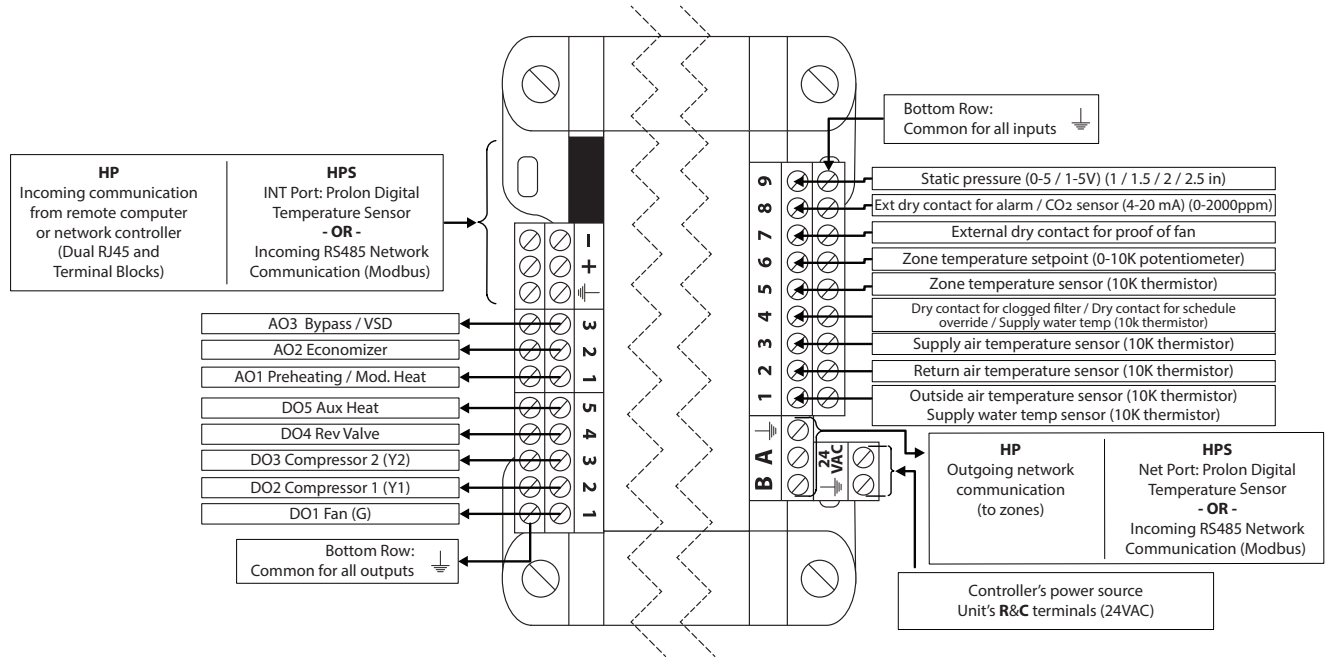 HP
Incoming communication
from remote computer
or network controller
(Dual RJ45 and
Terminal Blocks)
HPS
INT Port: Prolon Digital
Temperature Sensor
- OR -
Incoming RS485 Network
Communication (Modbus)
AO3 Bypass / VSD
AO2 Economizer
AO1 Preheating / Mod. Heat
DO5 Aux Heat
DO4 Rev Valve
DO3 Compressor 2 (Y2)
DO2 Compressor 1 (Y1)
DO1 Fan (G)
Bottom Row:
Common for all outputs
-
+
3
2
1
5
4
3
2
1
9
8
7
6
5
4
3
2
1
A
B
24
VAC
Bottom Row:
Common for all inputs
Static pressure (0-5 / 1-5V) (1 / 1.5 / 2 / 2.5 in)
Ext dry contact for alarm / CO2 sensor (4-20 mA) (0-2000ppm)
External dry contact for proof of fan
Zone temperature setpoint (0-10K potentiometer)
Zone temperature sensor (10K thermistor)
Dry contact for clogged filter / Dry contact for schedule
override / Supply water temp (10k thermistor)
Supply air temperature sensor (10K thermistor)
Return air temperature sensor (10K thermistor)
Outside air temperature sensor (10K thermistor)
Supply water temp sensor (10K thermistor)
HP
Outgoing network
communication
(to zones)
HPS
Net Port: Prolon Digital
Temperature Sensor
- OR -
Incoming RS485 Network
Communication (Modbus)
Controller's power source
Unit's R&C terminals (24VAC)